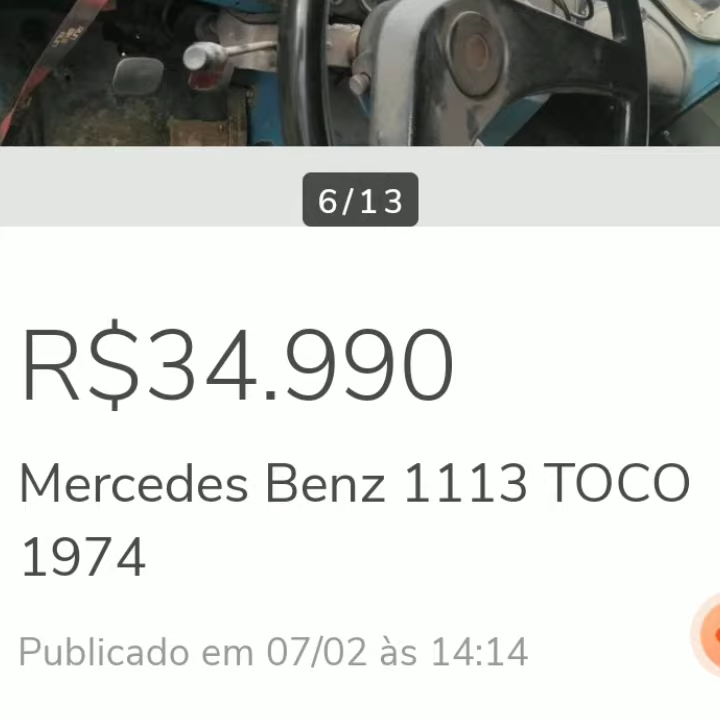 6/13
R$34.990
Mercedes Benz 1113 TOCO
1974
Publicado em 07/02 às 14:14